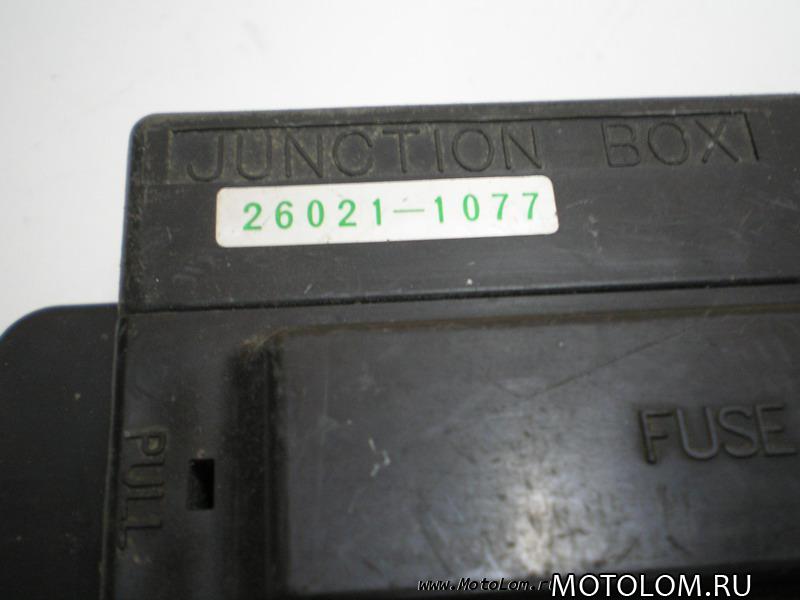 JUNCTION BOX
26021-1077
FUSE
PULL
www.MotoLom.ru
MOTOLOM.RU